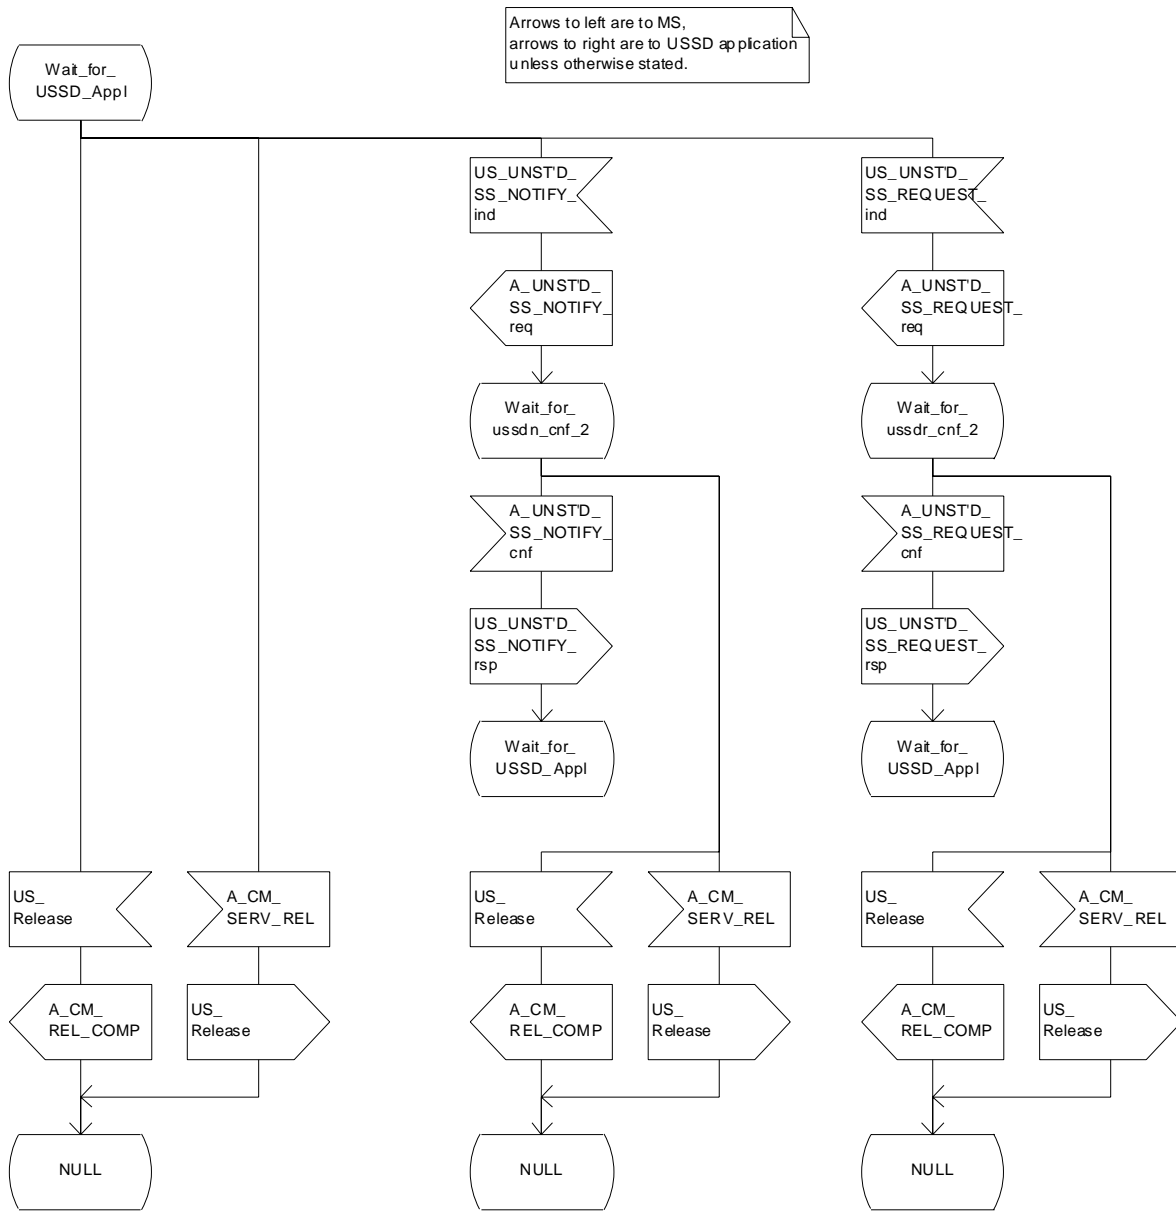 Arrows to left are to MS,
arrows to right are to USSD application
unless otherwise stated.
Wait_for_
USSD_Appl
US_UNST'D_
SS_NOTIFY_
ind
US_UNST'D_
SS_REQUEST_
ind
A_UNST'D_
SS_NOTIFY_
req
A_UNST'D_
SS_REQUEST_
req
Wait_for_
ussdn_cnf_2
Wait_for_
ussdr_cnf_2
A_UNST'D_
SS_NOTIFY_
cnf
A_UNST'D_
SS_REQUEST_
cnf
US_UNST'D_
SS_NOTIFY_
rsp
US_UNST'D_
SS_REQUEST_
rsp
Wait_for_
USSD_Appl
Wait_for_
USSD_Appl
US_
Release
A_CM_
SERV_REL
US_
Release
A_CM_
SERV_REL
US_
Release
A_CM_
SERV_REL
A_CM_
REL_COMP
US_
Release
A_CM_
REL_COMP
US_
Release
A_CM_
REL_COMP
US_
Release
NULL
NULL
NULL